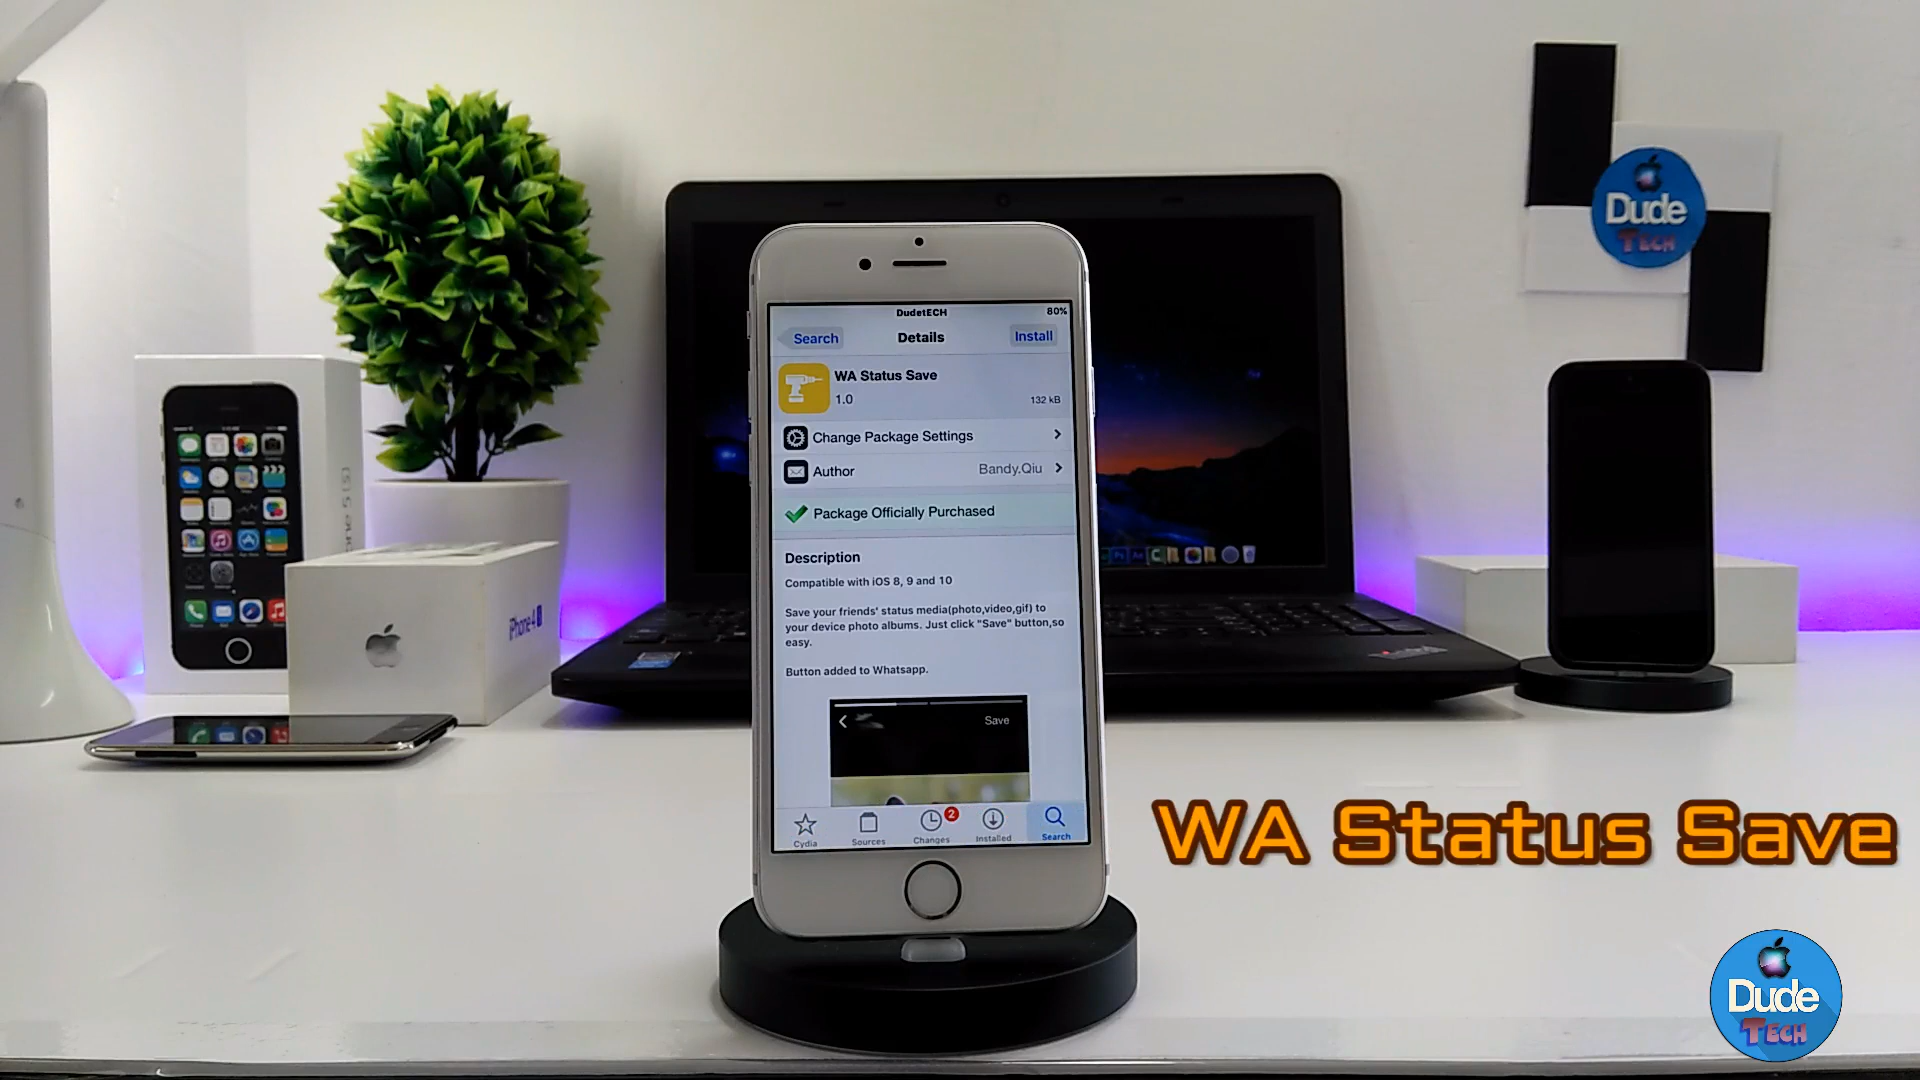 Dude
TECH
DudetECH
80%
Search
Details
Install
WA Status Save
1.0
132 kB
Change Package Settings
Author
Bandy.Qiu
Package Officially Purchased
Description
Compatible with iOS 8, 9 and 10
Save your friends' status media(photo,video,gif) to
your device photo albums. Just click "Save" button,so
easy.
Button added to Whatsapp.
Save
Cydia
Sources
2
Changes
Installed
Search
iPhone 4
WA Status Save
Dude
TECH